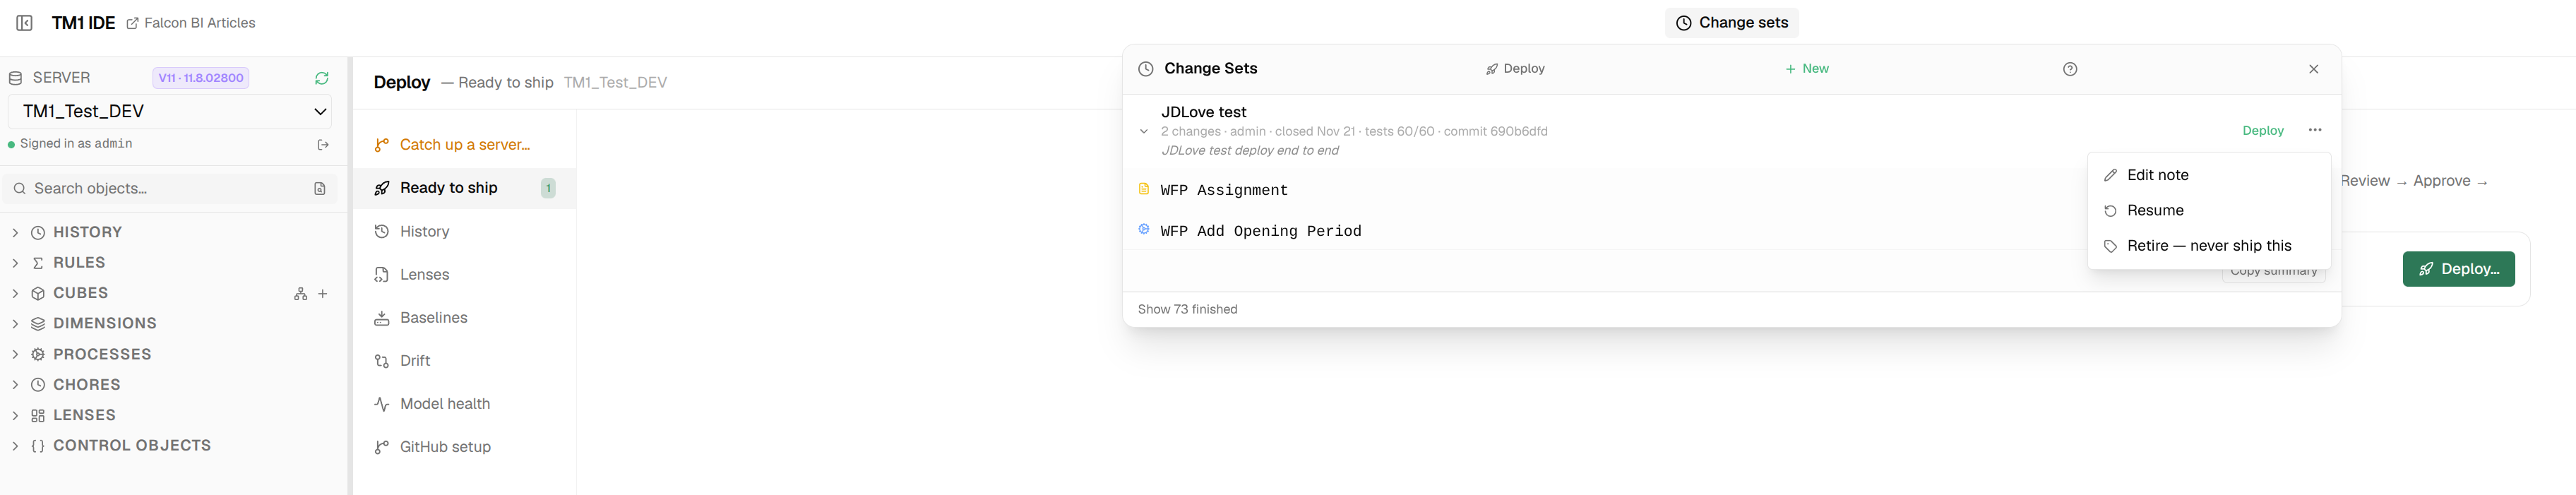 TM1 IDE Falcon BI Articles
Change sets
SERVER V11 · 11.8.02800
TM1_Test_DEV
Signed in as admin
Search objects...
HISTORY
RULES
CUBES
DIMENSIONS
PROCESSES
CHORES
LENSES
CONTROL OBJECTS
Deploy — Ready to ship TM1_Test_DEV
Catch up a server...
Ready to ship 1
History
Lenses
Baselines
Drift
Model health
GitHub setup
Change Sets Deploy + New
JDLove test
2 changes · admin · closed Nov 21 · tests 60/60 · commit 690b6dfd
JDLove test deploy end to end
Deploy
WFP Assignment
WFP Add Opening Period
Edit note
Resume
Retire — never ship this
Copy summary
Show 73 finished
Review → Approve →
Deploy...